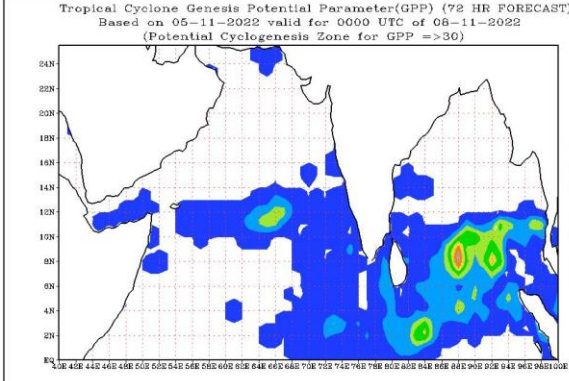 Tropical Cyclone Genesis Potential Parameter(GPP) (72 HR FORECAST)
Based on 05-11-2022 valid for 0000 UTC of 08-11-2022
(Potential Cyclogenesis Zone for GPP =>30)
24N
22N
20N
18N
16N
14N
12N
10N
8N
6N
4N
2N
EQ
40E 42E 44E 46E 48E 50E 52E 54E 56E 58E 60E 62E 64E 66E 68E 70E 72E 74E 76E 78E 80E 82E 84E 86E 88E 90E 92E 94E 96E 98E 100E